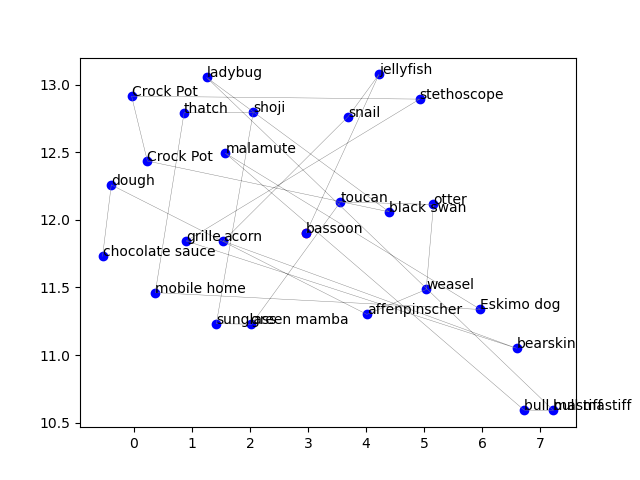 ladybug
jellyfish
13.0
Crock Pot
stethoscope
thatch
shoji
snail
12.5
malamute
Crock Pot
dough
toucan
otter
black swan
12.0
bassoon
grille
acorn
chocolate sauce
11.5
mobile home
weasel
Eskimo dog
affenpinscher
sunglass
green mamba
11.0
bearskin
10.5
bull mastiff
bull mastiff
0 1 2 3 4 5 6 7